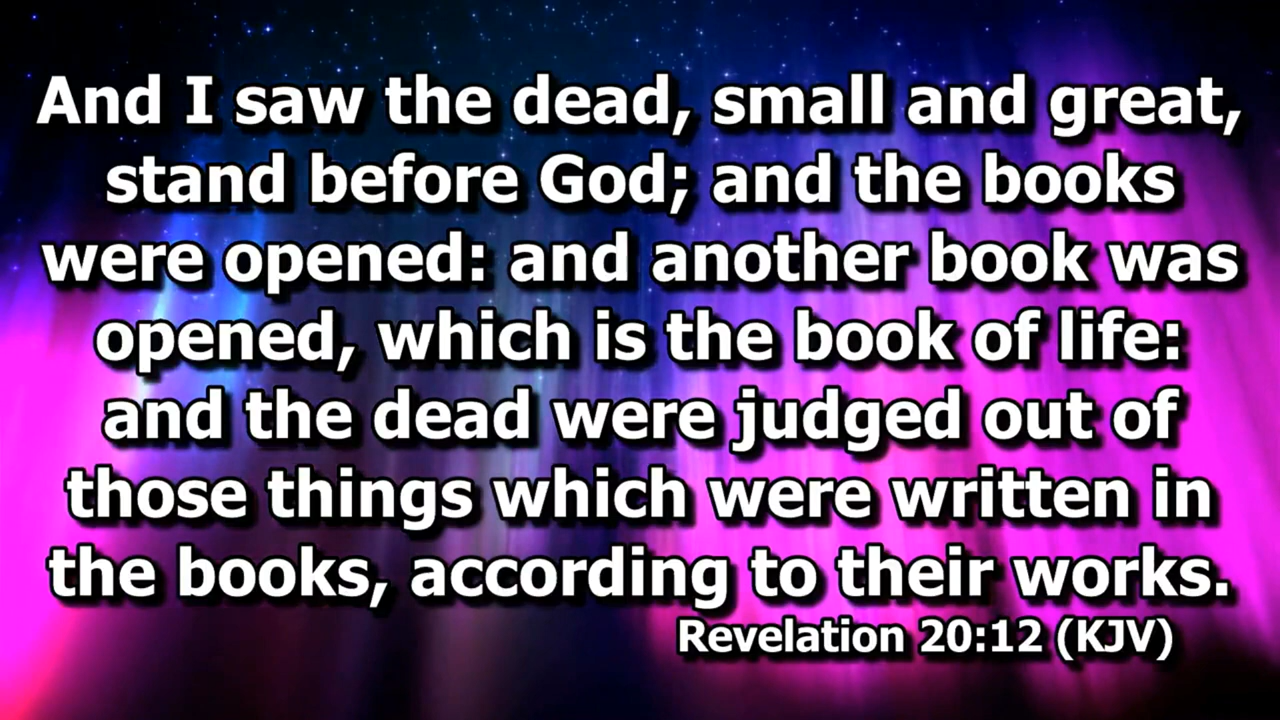 And I saw the dead, small and great,
stand before God; and the books
were opened: and another book was
opened, which is the book of life:
and the dead were judged out of
those things which were written in
the books, according to their works.
Revelation 20:12 (KJV)